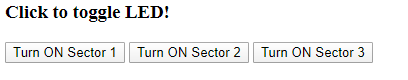 Click to toggle LED!
Turn ON Sector 1 Turn ON Sector 2 Turn ON Sector 3